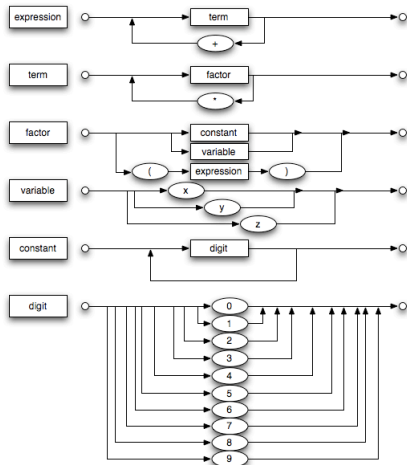 expression term
+
term factor
*
factor constant
variable
( expression )
variable x
y
z
constant digit
digit 0
1
2
3
4
5
6
7
8
9